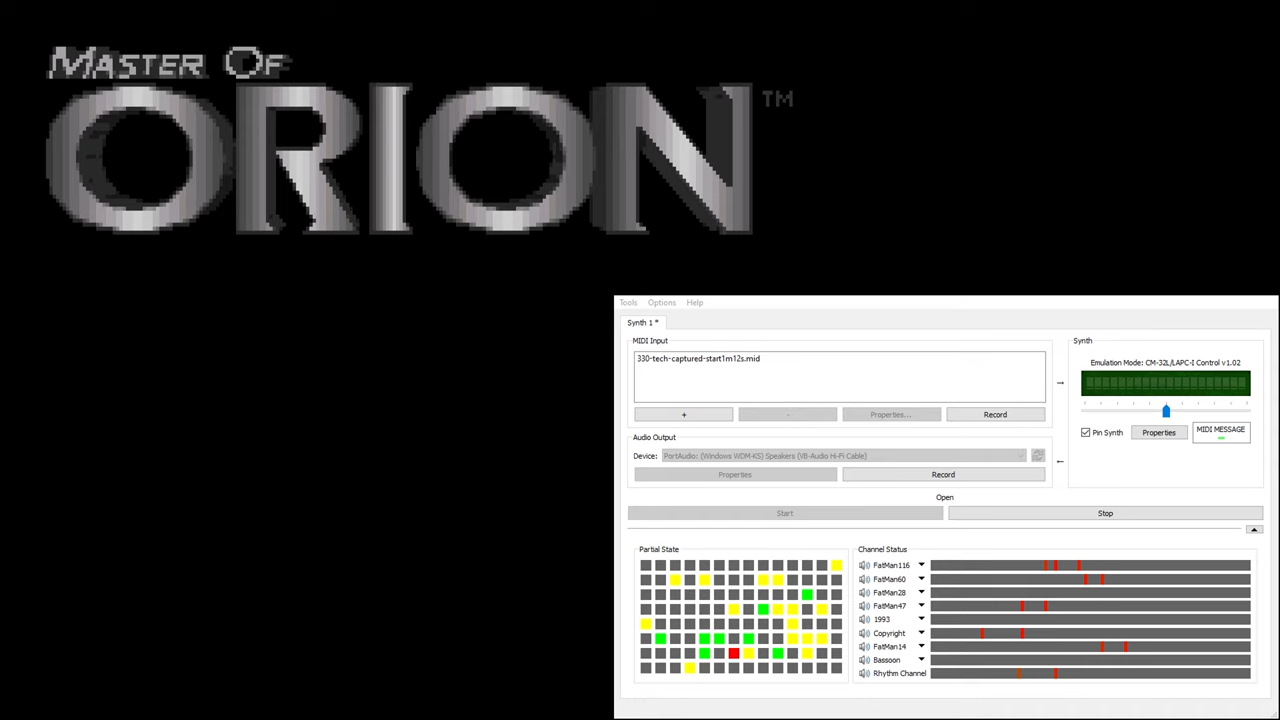 MASTER OF
ORION™
Tools Options Help
Synth 1 *
MIDI Input
330-tech-captured-start1m12s.mid
+ - Properties... Record
Audio Output
Device: PortAudio: (Windows WDM-KS) Speakers (VB-Audio Hi-Fi Cable)
Properties Record
Synth
Emulation Mode: CM-32L/LAPC-I Control v1.02
Pin Synth Properties MIDI MESSAGE
Open
Start Stop
Partial State
Channel Status
FatMan116
FatMan60
FatMan28
FatMan47
1993
Copyright
FatMan14
Bassoon
Rhythm Channel